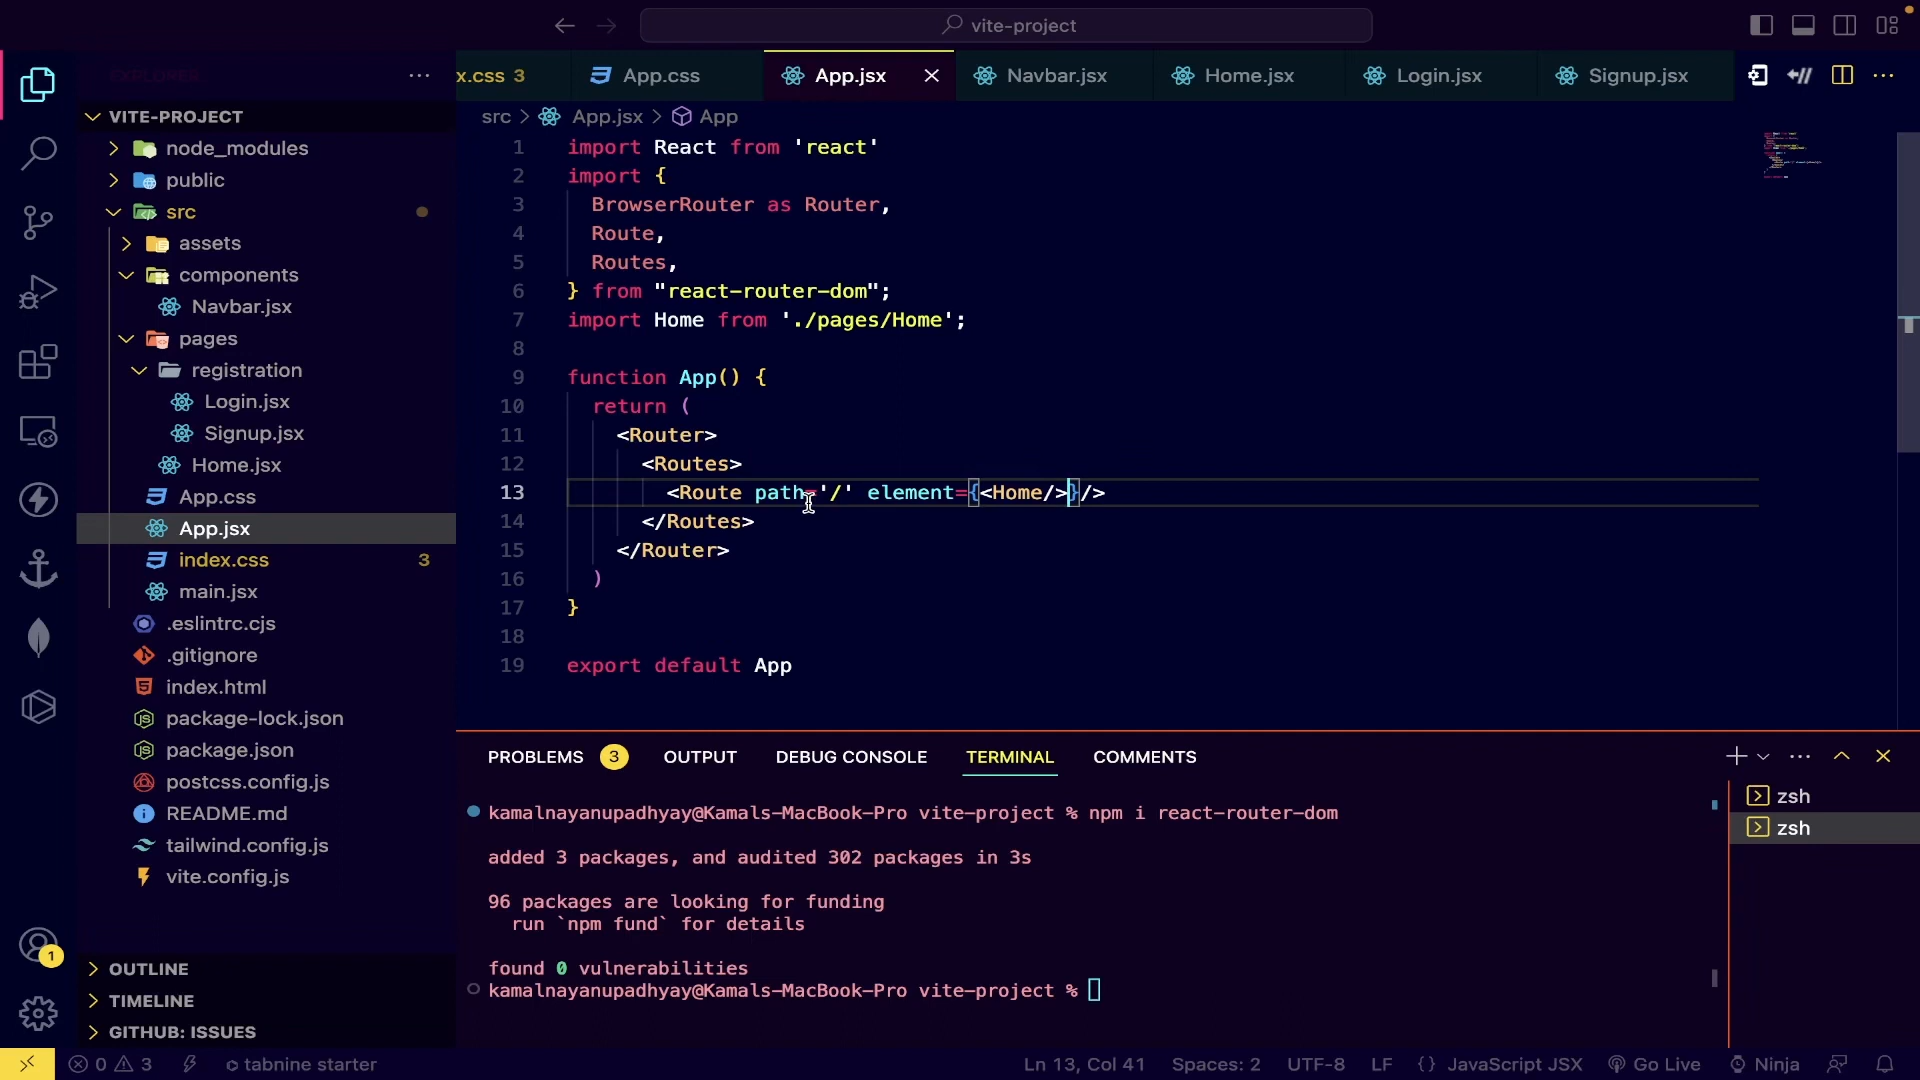 vite-project
EXPLORER
x.css 3
App.css
App.jsx
Navbar.jsx
Home.jsx
Login.jsx
Signup.jsx
VITE-PROJECT
node_modules
public
src
assets
components
Navbar.jsx
pages
registration
Login.jsx
Signup.jsx
Home.jsx
App.css
App.jsx
index.css 3
main.jsx
.eslintrc.cjs
.gitignore
index.html
package-lock.json
package.json
postcss.config.js
README.md
tailwind.config.js
vite.config.js
OUTLINE
TIMELINE
GITHUB: ISSUES
1
src > App.jsx > App
1 import React from 'react'
2 import {
3 BrowserRouter as Router,
4 Route,
5 Routes,
6 } from "react-router-dom";
7 import Home from './pages/Home';
8
9 function App() {
10 return (
11 <Router>
12 <Routes>
13 <Route path='/' element={<Home/>}/>
14 </Routes>
15 </Router>
16 )
17 }
18
19 export default App
PROBLEMS 3 OUTPUT DEBUG CONSOLE TERMINAL COMMENTS
kamalnayanupadhyay@Kamals-MacBook-Pro vite-project % npm i react-router-dom
added 3 packages, and audited 302 packages in 3s
96 packages are looking for funding
run `npm fund` for details
found 0 vulnerabilities
kamalnayanupadhyay@Kamals-MacBook-Pro vite-project %
zsh
zsh
0 3 tabnine starter Ln 13, Col 41 Spaces: 2 UTF-8 LF {} JavaScript JSX Go Live Ninja